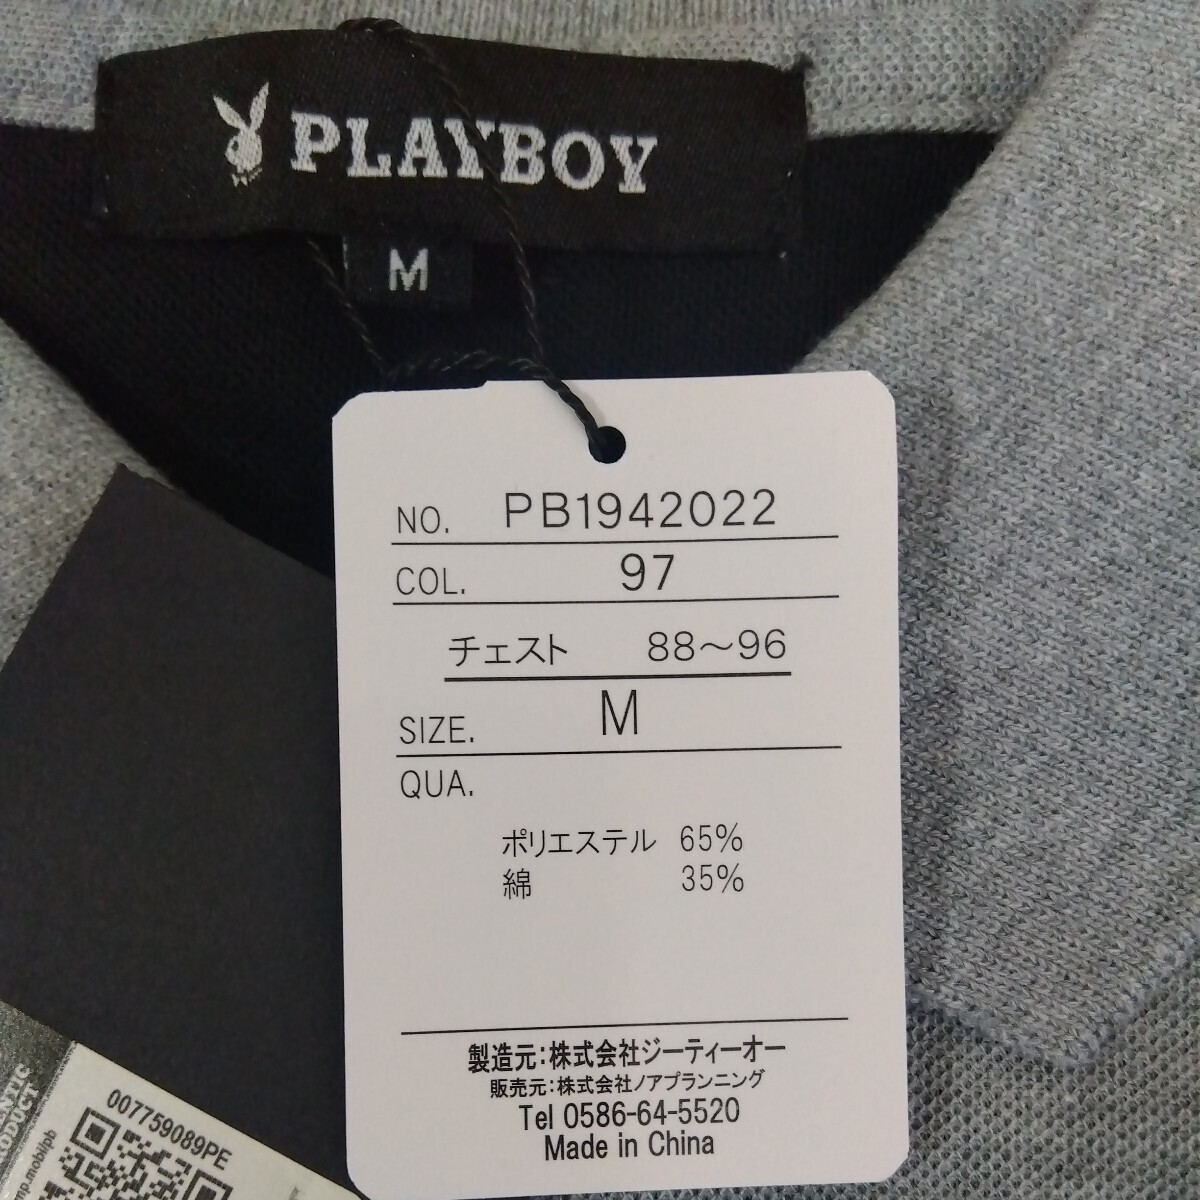 PLAYBOY
M
NO. PB1942022
COL. 97
チェスト 88～96
SIZE. M
QUA.
ポリエステル 65%
綿 35%
製造元：株式会社ジーティーオー
販売元：株式会社ノアプランニング
Tel 0586-64-5520
Made in China
007759089PE
PRODUCT